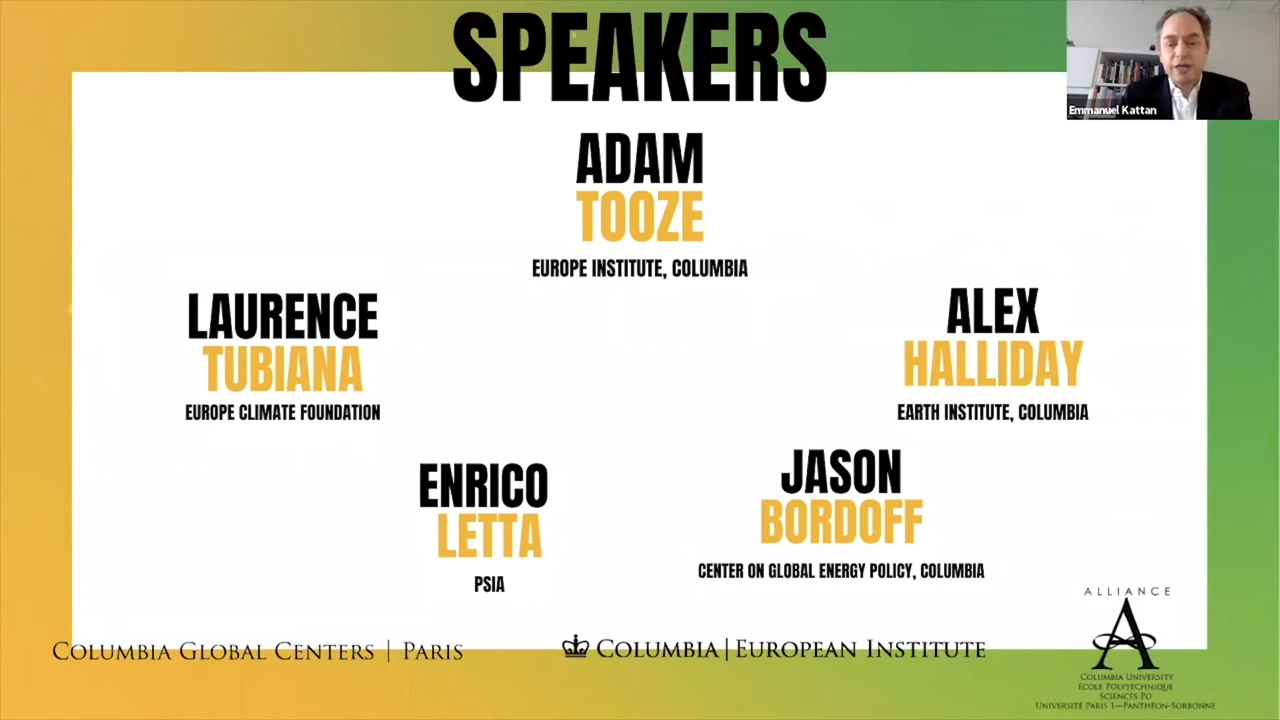 SPEAKERS
Emmanuel Kattan
ADAM
TOOZE
EUROPE INSTITUTE, COLUMBIA
LAURENCE
TUBIANA
EUROPE CLIMATE FOUNDATION
ALEX
HALLIDAY
EARTH INSTITUTE, COLUMBIA
ENRICO
LETTA
PSIA
JASON
BORDOFF
CENTER ON GLOBAL ENERGY POLICY, COLUMBIA
COLUMBIA GLOBAL CENTERS | PARIS
COLUMBIA | EUROPEAN INSTITUTE
ALLIANCE
A
COLUMBIA UNIVERSITY
ÉCOLE POLYTECHNIQUE
SCIENCES PO
UNIVERSITÉ PARIS 1—PANTHÉON-SORBONNE